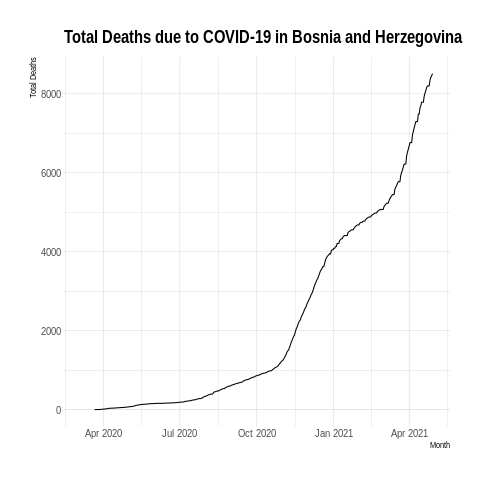 Total Deaths due to COVID-19 in Bosnia and Herzegovina
Total Deaths
8000
6000
4000
2000
0
Apr 2020 Jul 2020 Oct 2020 Jan 2021 Apr 2021
Month